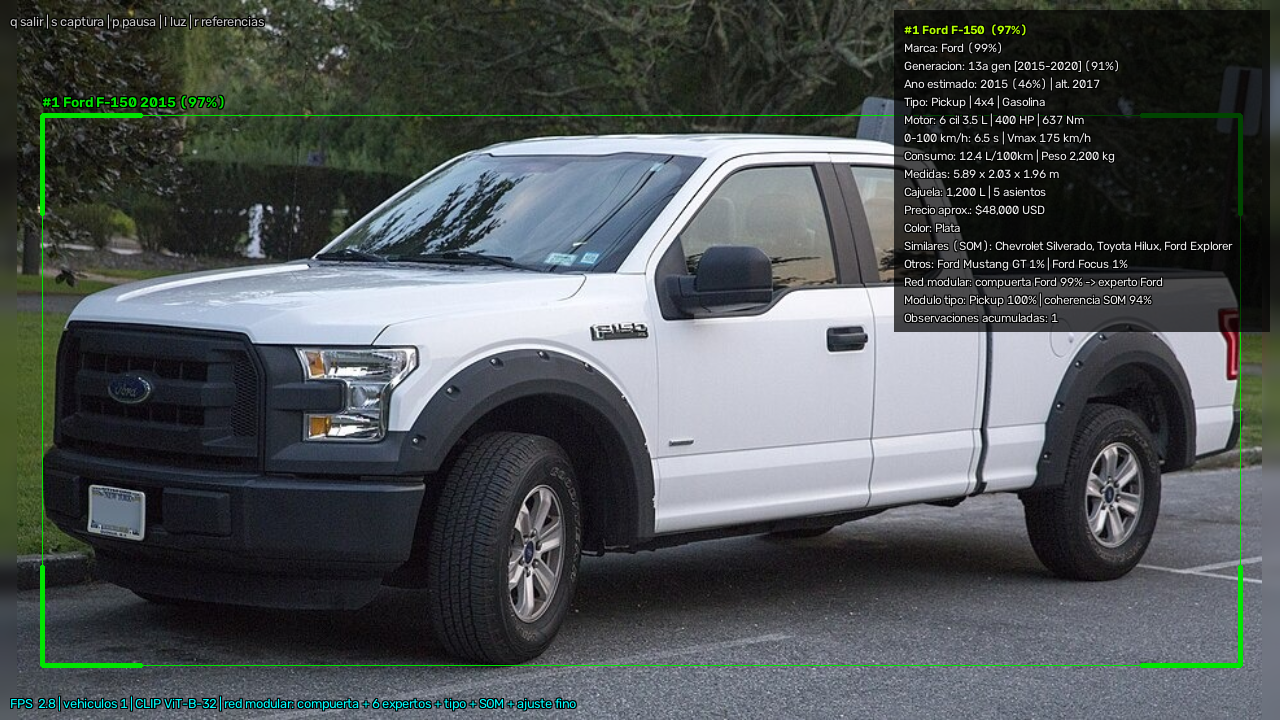 q salir | s captura | p pausa | l luz | r referencias
#1 Ford F-150 (97%)
Marca: Ford (99%)
Generacion: 13a gen [2015-2020] (91%)
Ano estimado: 2015 (46%) | alt. 2017
Tipo: Pickup | 4x4 | Gasolina
Motor: 6 cil 3.5 L | 400 HP | 637 Nm
0-100 km/h: 6.5 s | Vmax 175 km/h
Consumo: 12.4 L/100km | Peso 2,200 kg
Medidas: 5.89 x 2.03 x 1.96 m
Cajuela: 1,200 L | 5 asientos
Precio aprox.: $48,000 USD
Color: Plata
Similares (SOM): Chevrolet Silverado, Toyota Hilux, Ford Explorer
Otros: Ford Mustang GT 1% | Ford Focus 1%
Red modular: compuerta Ford 99% -> experto Ford
Modulo tipo: Pickup 100% | coherencia SOM 94%
Observaciones acumuladas: 1
#1 Ford F-150 2015 (97%)
F150
Ford
NEW YORK
FPS 2.8 | vehiculos 1 | CLIP ViT-B-32 | red modular: compuerta + 6 expertos + tipo + SOM + ajuste fino